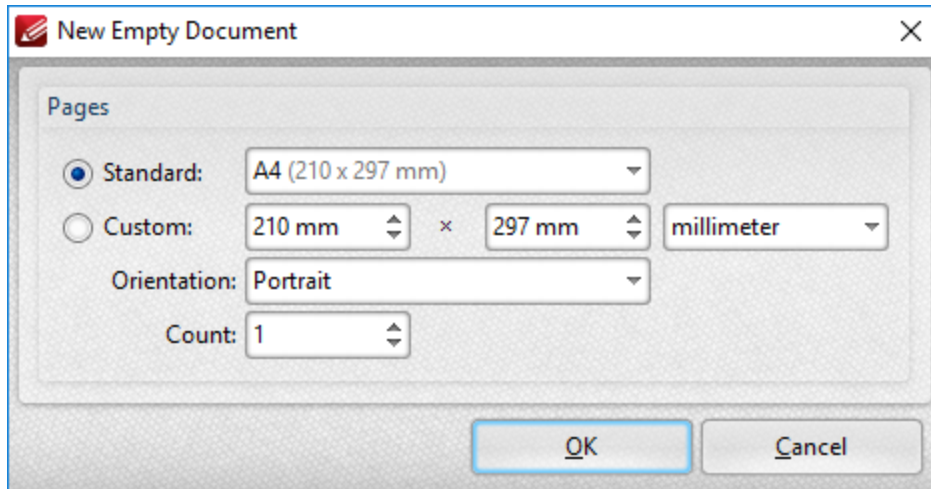 New Empty Document
Pages
Standard: A4 (210 x 297 mm)
Custom: 210 mm × 297 mm millimeter
Orientation: Portrait
Count: 1
OK Cancel